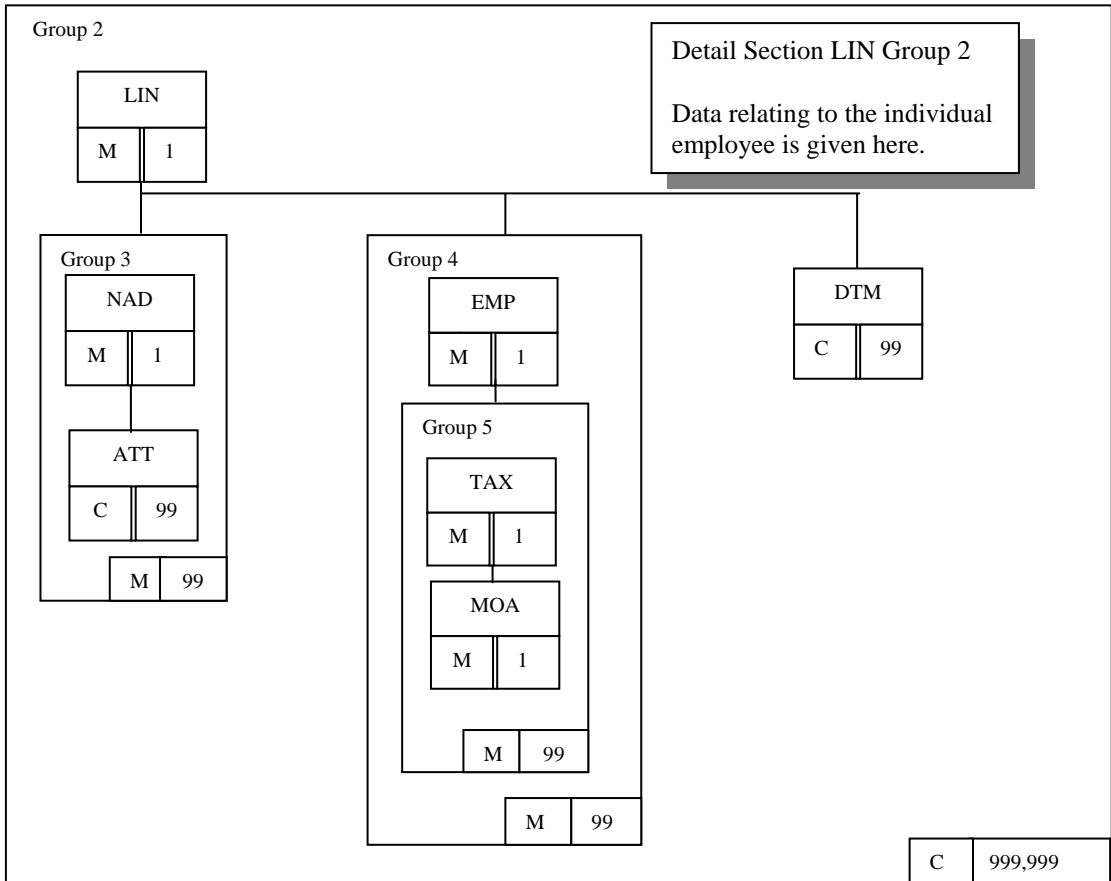 Group 2
Detail Section LIN Group 2
Data relating to the individual
employee is given here.
LIN
M 1
Group 3
NAD
M 1
ATT
C 99
M 99
Group 4
EMP
M 1
Group 5
TAX
M 1
MOA
M 1
M 99
M 99
DTM
C 99
C 999,999